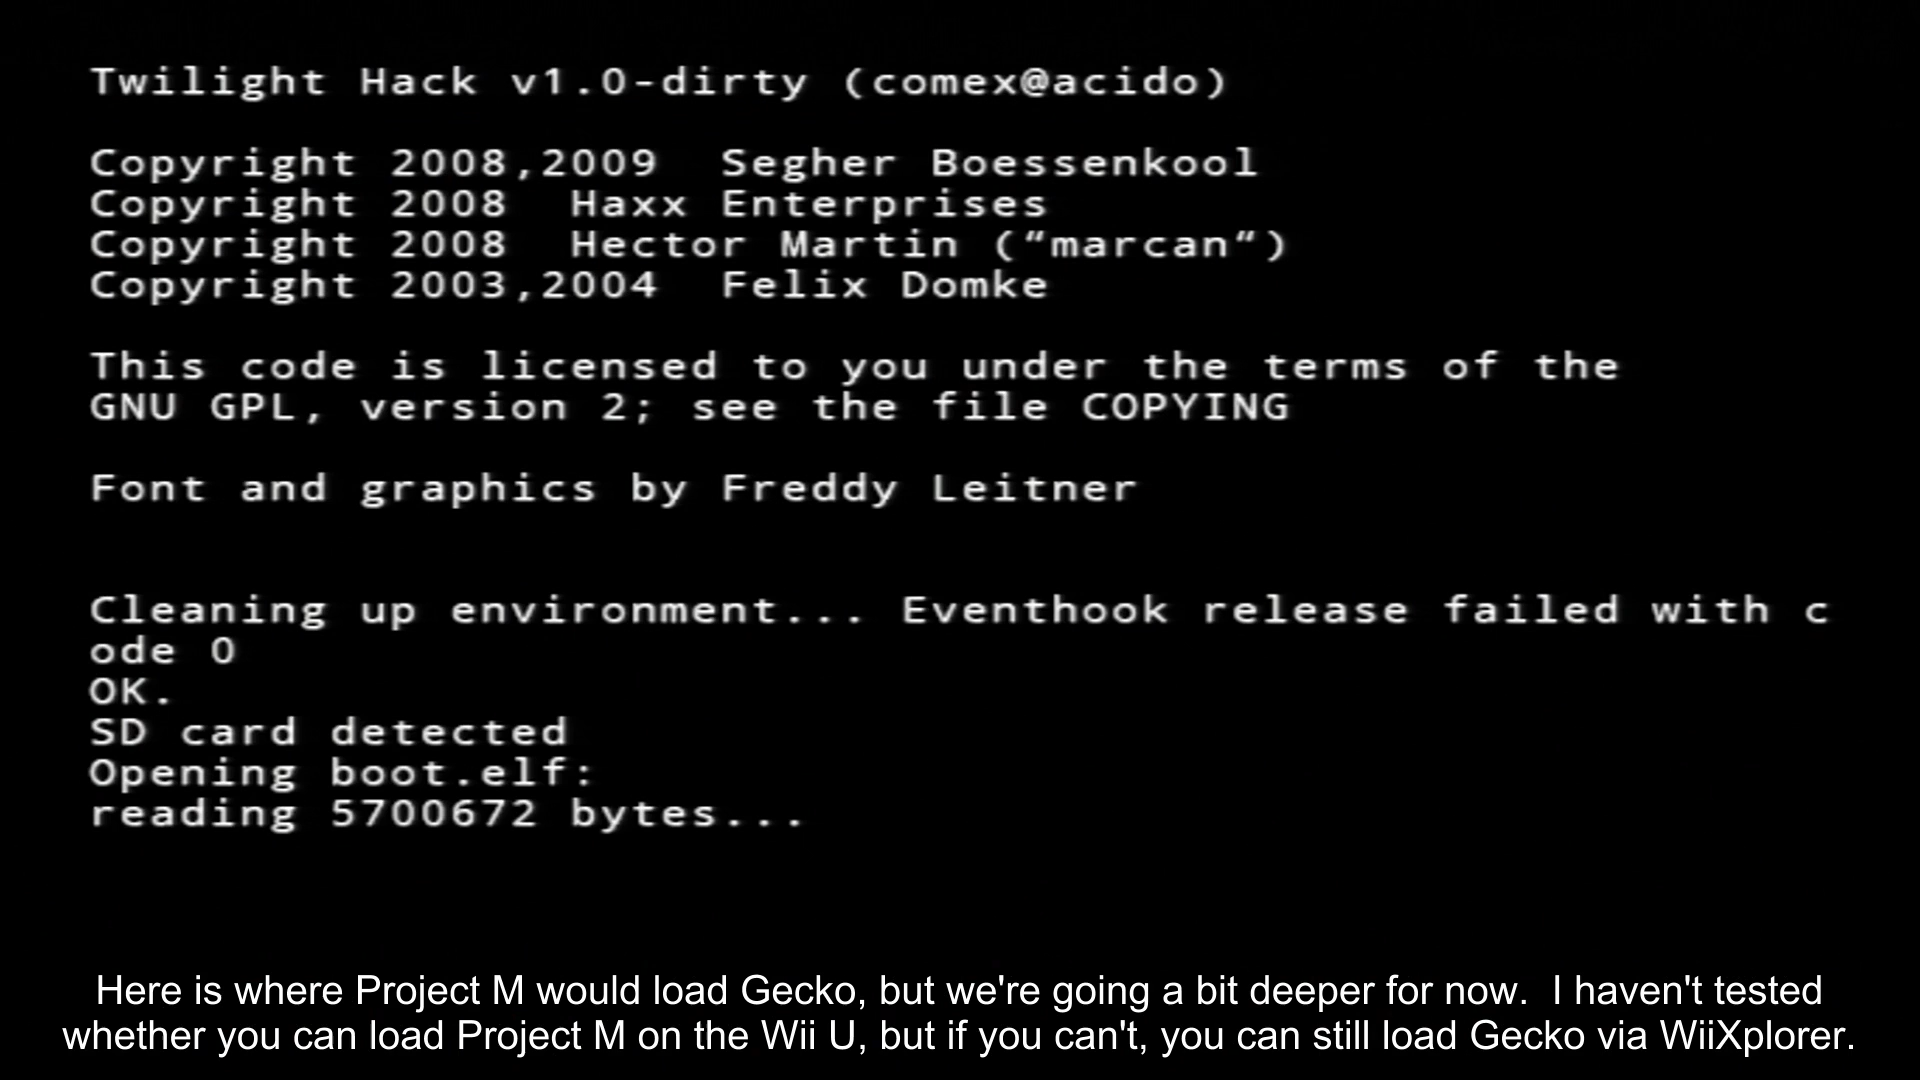 Twilight Hack v1.0-dirty (comex@acido)
Copyright 2008,2009  Segher Boessenkool
Copyright 2008  Haxx Enterprises
Copyright 2008  Hector Martin (“marcan“)
Copyright 2003,2004  Felix Domke
This code is licensed to you under the terms of the
GNU GPL, version 2; see the file COPYING
Font and graphics by Freddy Leitner
Cleaning up environment... Eventhook release failed with c
ode 0
OK.
SD card detected
Opening boot.elf:
reading 5700672 bytes...
Here is where Project M would load Gecko, but we're going a bit deeper for now.  I haven't tested
whether you can load Project M on the Wii U, but if you can't, you can still load Gecko via WiiXplorer.